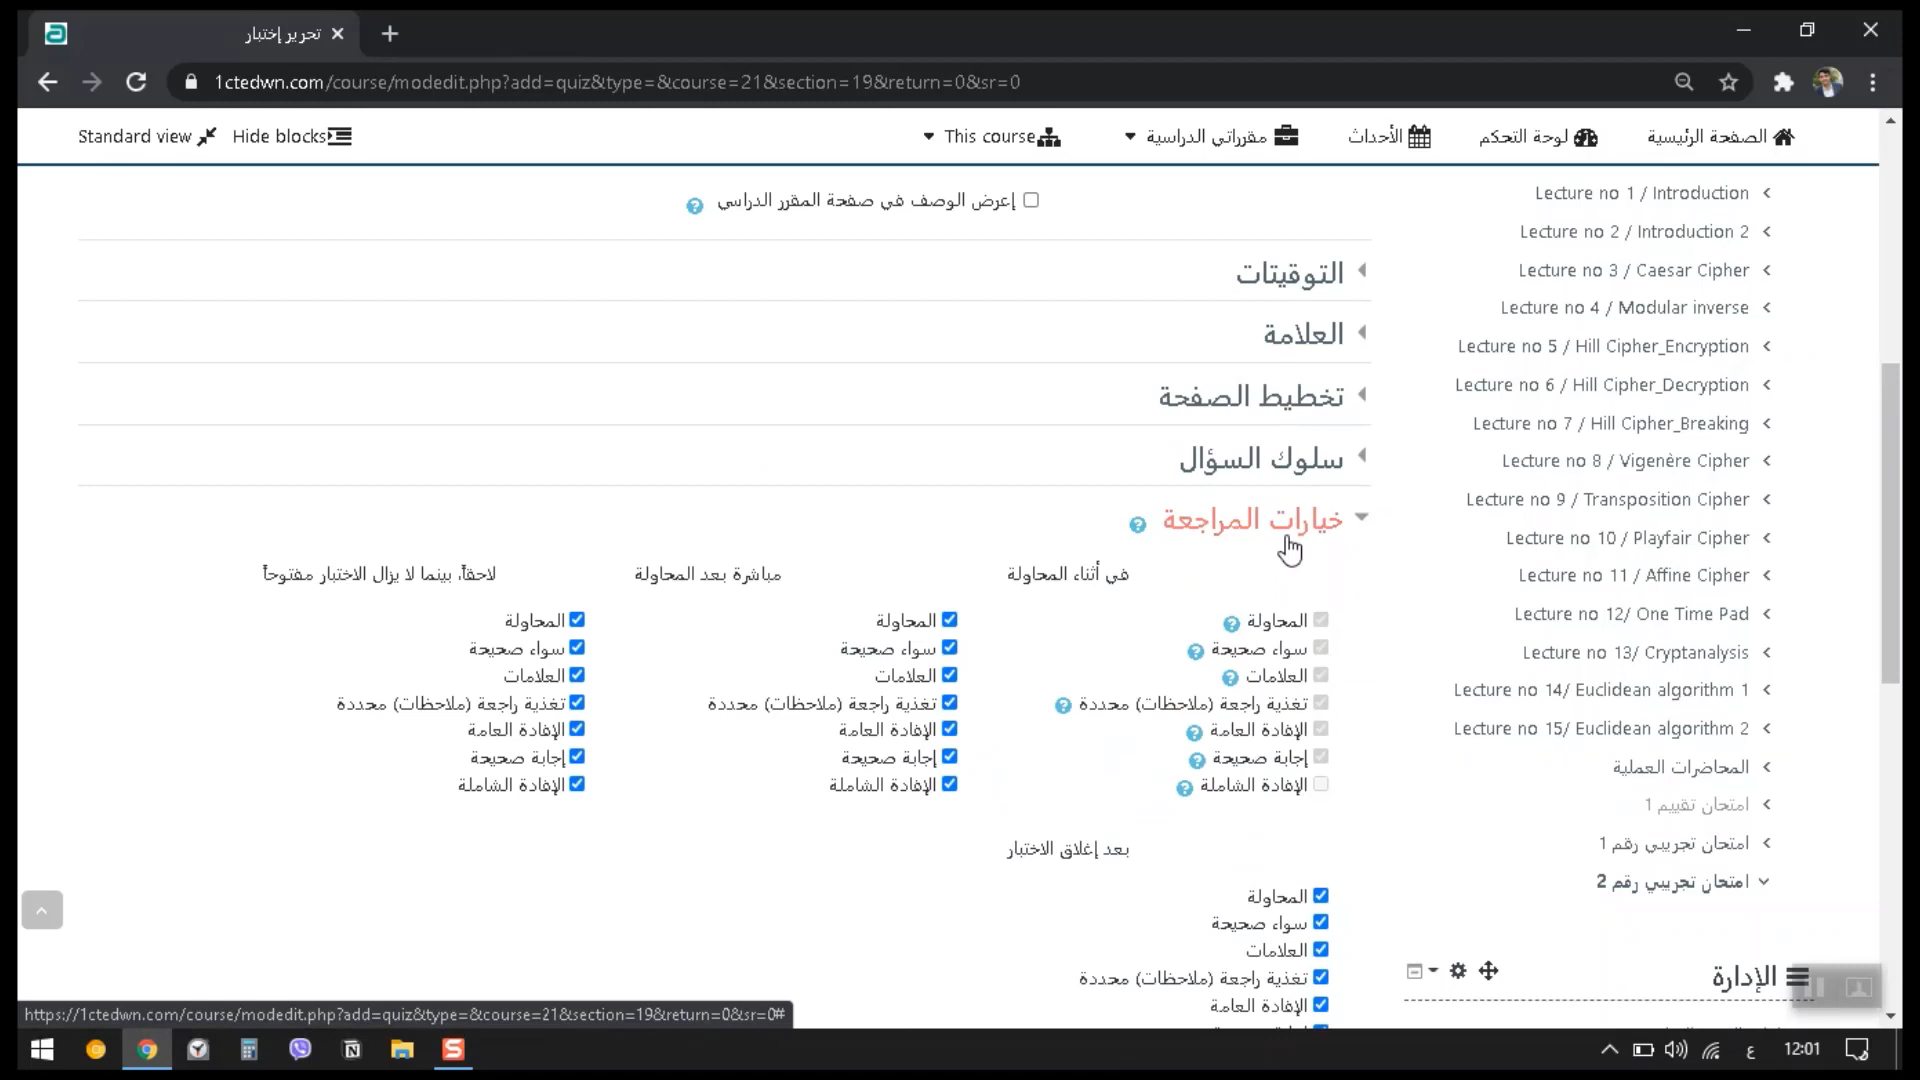 تحرير إختبار
1ctedwn.com/course/modedit.php?add=quiz&type=&course=21&section=19&return=0&sr=0
الصفحة الرئيسية
لوحة التحكم
الأحداث
مقرراتي الدراسية
This course
Hide blocks
Standard view
إعرض الوصف في صفحة المقرر الدراسي
التوقيتات
العلامة
تخطيط الصفحة
سلوك السؤال
خيارات المراجعة
في أثناء المحاولة
المحاولة
سواء صحيحة
العلامات
تغذية راجعة (ملاحظات) محددة
الإفادة العامة
إجابة صحيحة
الإفادة الشاملة
مباشرة بعد المحاولة
المحاولة
سواء صحيحة
العلامات
تغذية راجعة (ملاحظات) محددة
الإفادة العامة
إجابة صحيحة
الإفادة الشاملة
لاحقاً، بينما لا يزال الاختبار مفتوحاً
المحاولة
سواء صحيحة
العلامات
تغذية راجعة (ملاحظات) محددة
الإفادة العامة
إجابة صحيحة
الإفادة الشاملة
بعد إغلاق الاختبار
المحاولة
سواء صحيحة
العلامات
تغذية راجعة (ملاحظات) محددة
الإفادة العامة
Lecture no 1 / Introduction
Lecture no 2 / Introduction 2
Lecture no 3 / Caesar Cipher
Lecture no 4 / Modular inverse
Lecture no 5 / Hill Cipher_Encryption
Lecture no 6 / Hill Cipher_Decryption
Lecture no 7 / Hill Cipher_Breaking
Lecture no 8 / Vigenère Cipher
Lecture no 9 / Transposition Cipher
Lecture no 10 / Playfair Cipher
Lecture no 11 / Affine Cipher
Lecture no 12/ One Time Pad
Lecture no 13/ Cryptanalysis
Lecture no 14/ Euclidean algorithm 1
Lecture no 15/ Euclidean algorithm 2
المحاضرات العملية
امتحان تقييم 1
امتحان تجريبي رقم 1
امتحان تجريبي رقم 2
الإدارة
https://1ctedwn.com/course/modedit.php?add=quiz&type=&course=21&section=19&return=0&sr=0#
ع
12:01